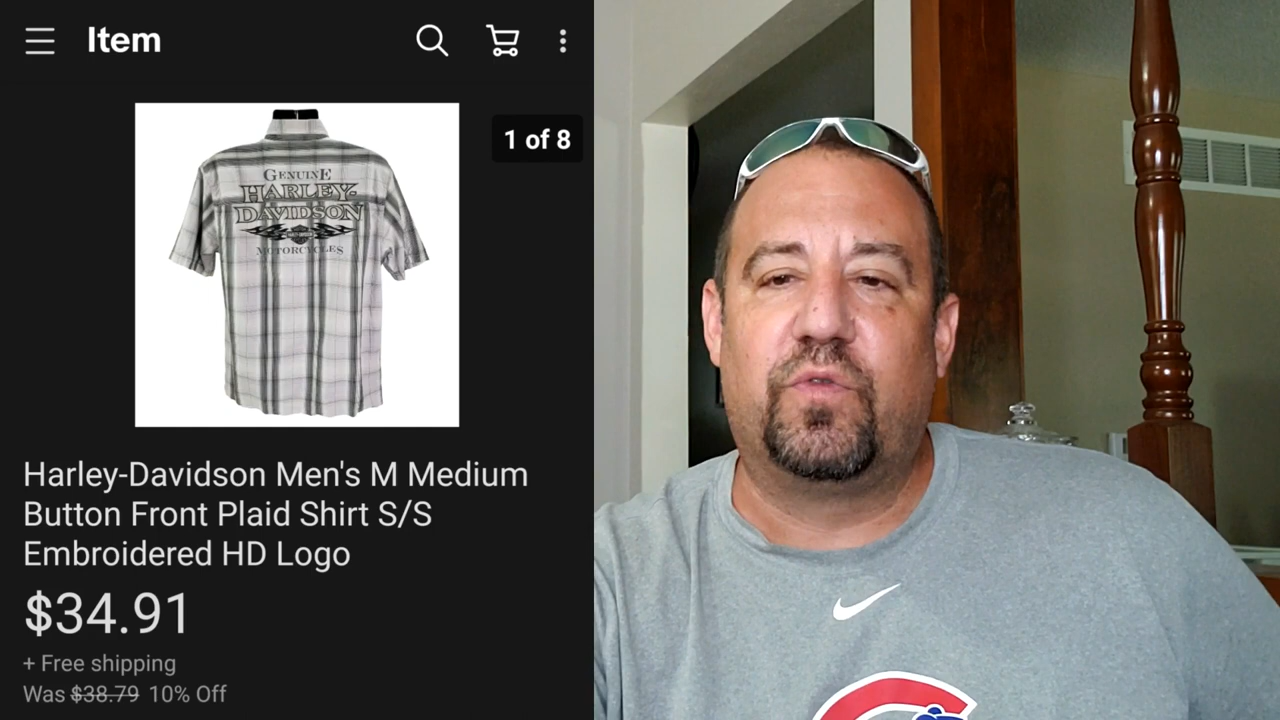 Item
1 of 8
GENUINE
HARLEY-
DAVIDSON
MOTORCYCLES
Harley-Davidson Men's M Medium
Button Front Plaid Shirt S/S
Embroidered HD Logo
$34.91
+ Free shipping
Was $38.79 10% Off